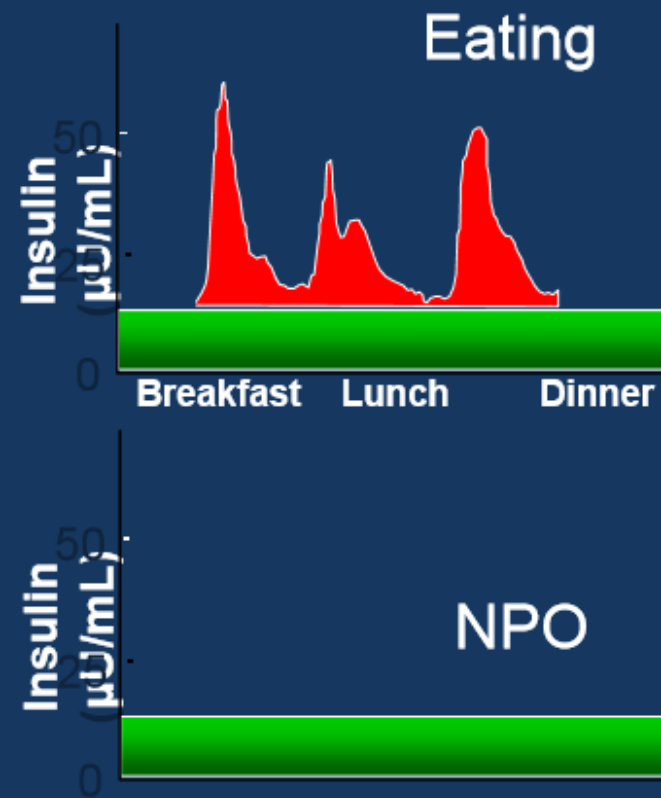 Eating
Insulin
µU/mL)
(
50
25
0
Breakfast Lunch Dinner
NPO
Insulin
µU/mL)
(
50
25
0